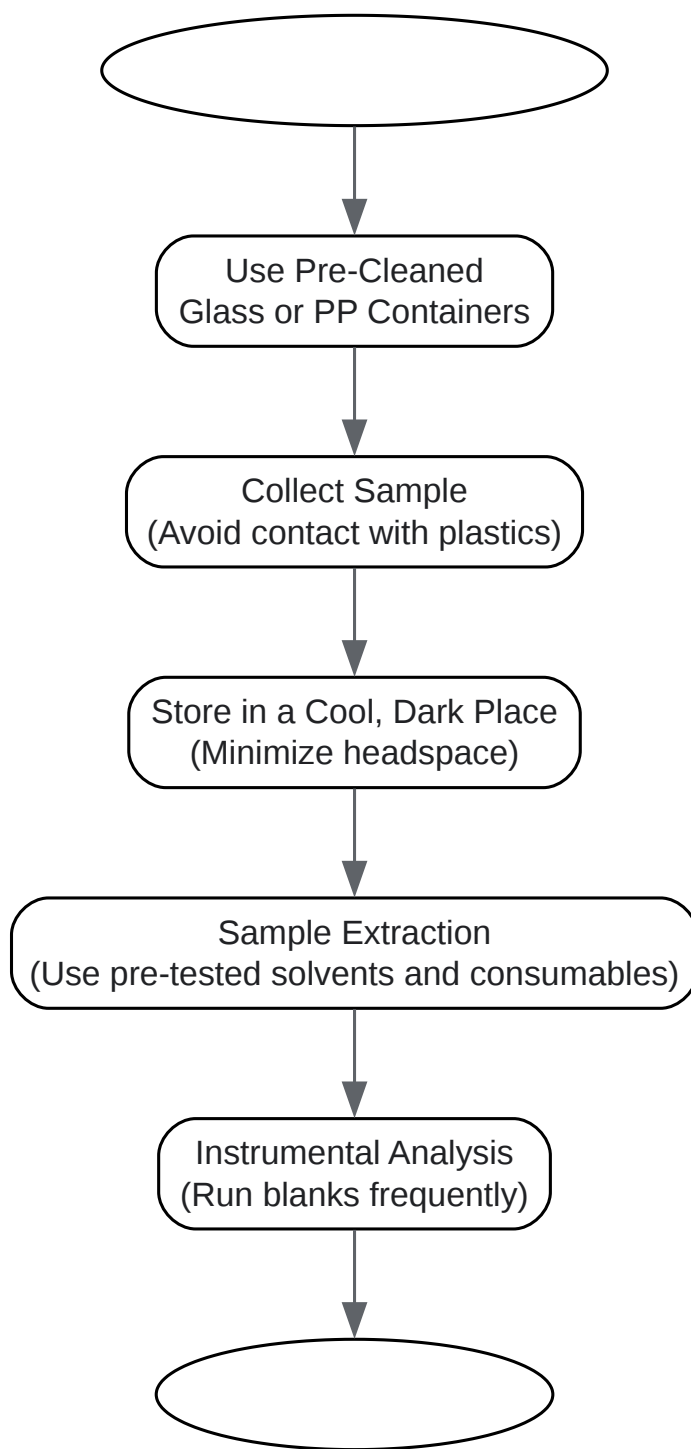 Use Pre-Cleaned
Glass or PP Containers
Collect Sample
(Avoid contact with plastics)
Store in a Cool, Dark Place
(Minimize headspace)
Sample Extraction
(Use pre-tested solvents and consumables)
Instrumental Analysis
(Run blanks frequently)